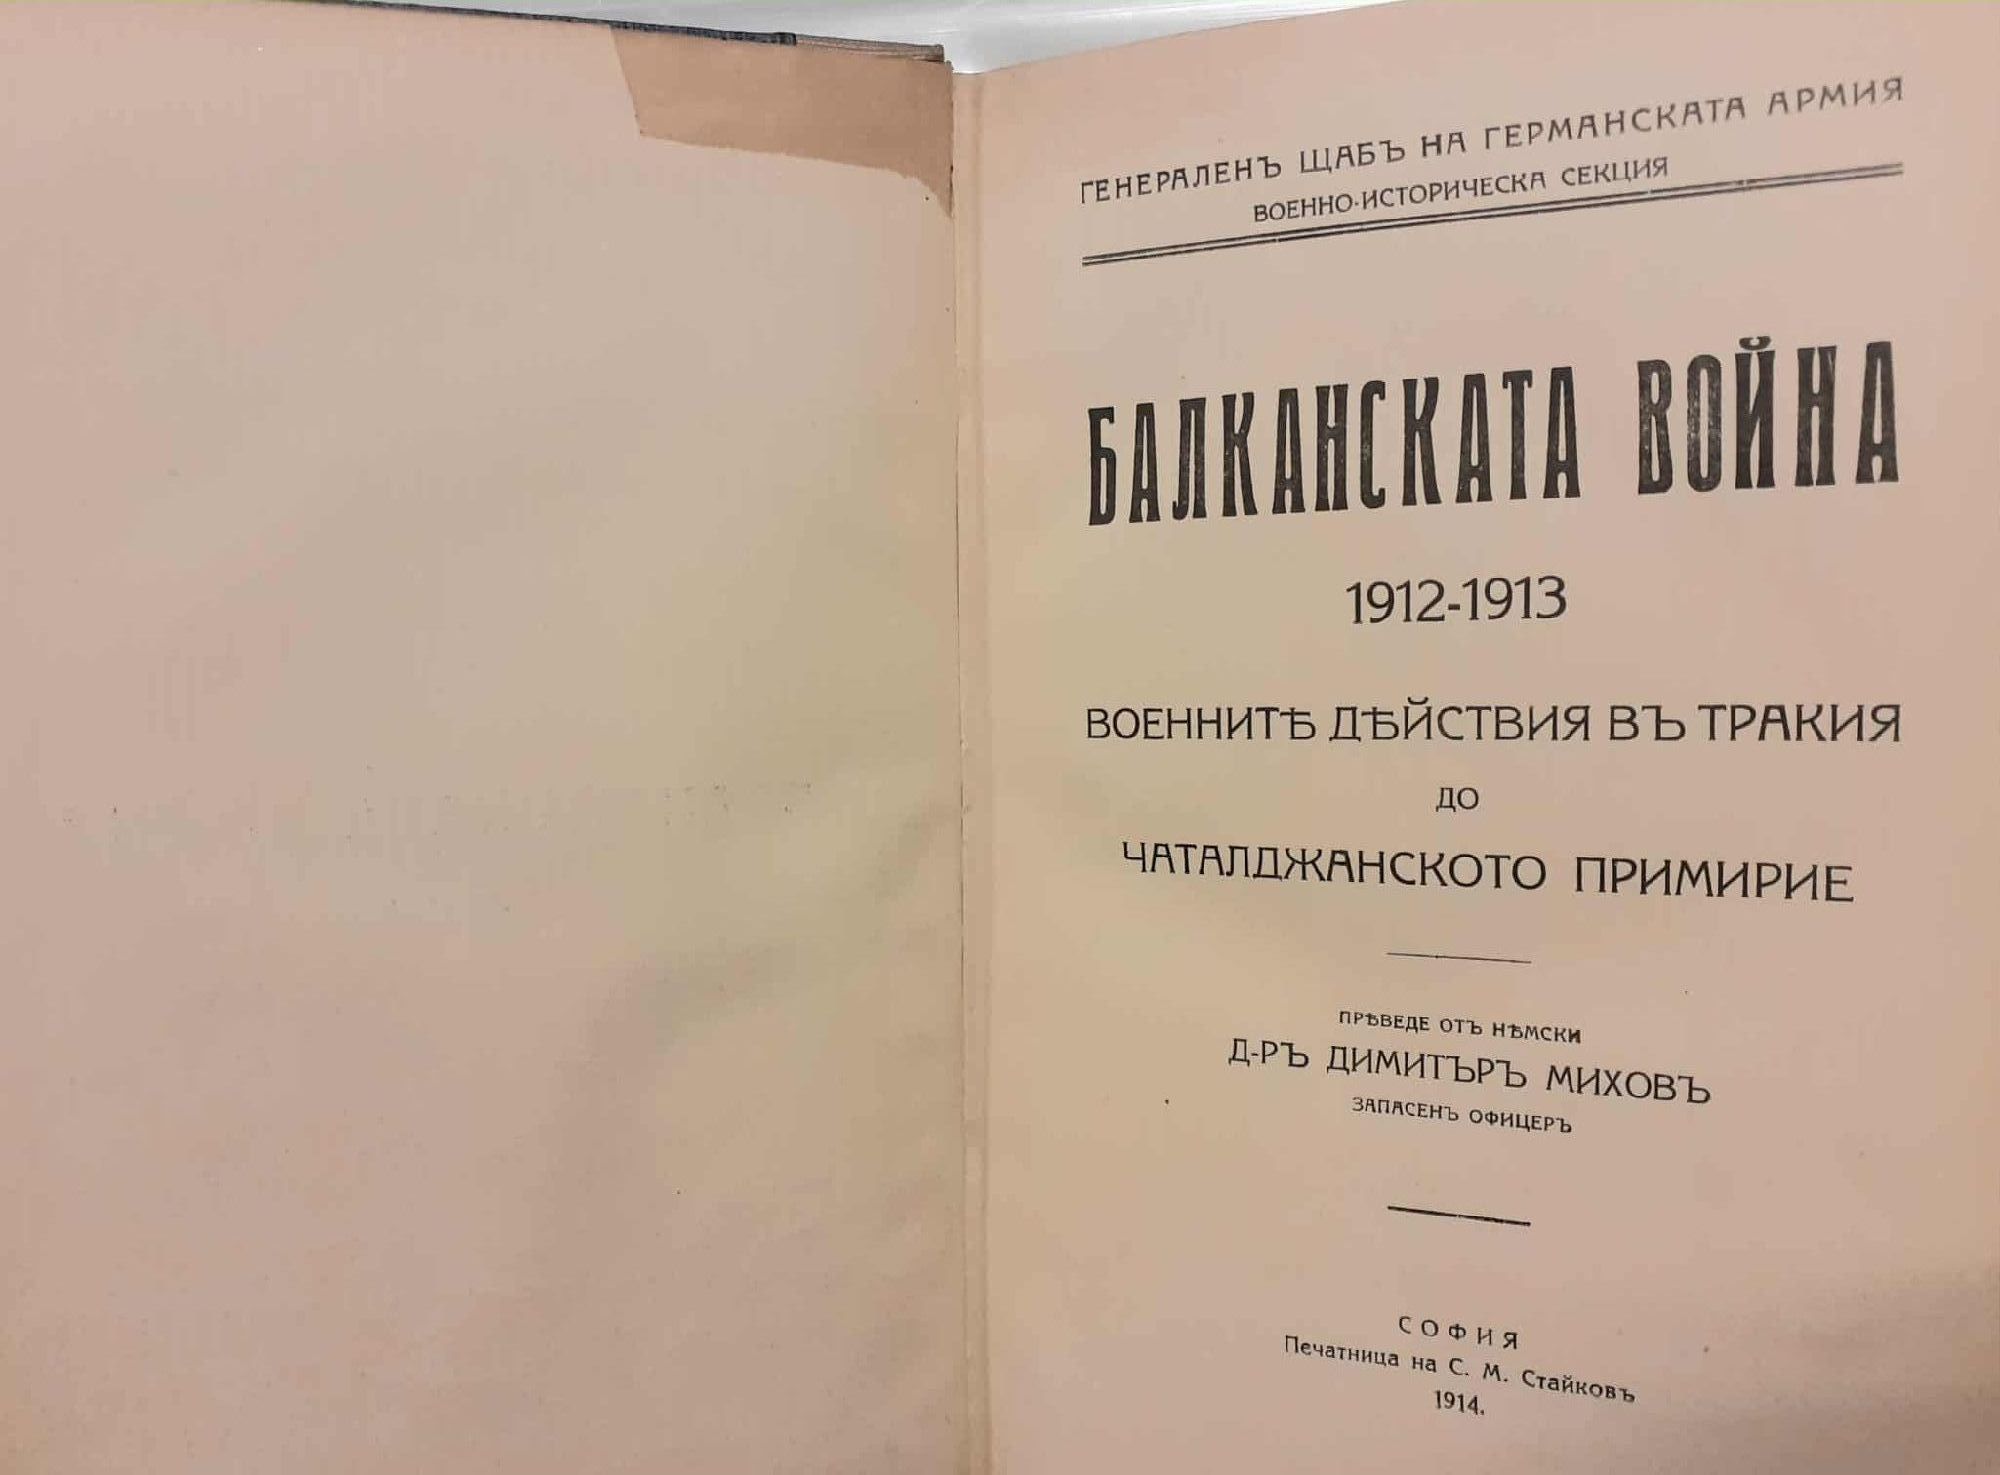 ГЕНЕРАЛЕНЪ ЩАБЪ НА ГЕРМАНСКАТА АРМИЯ
ВОЕННО-ИСТОРИЧЕСКА СЕКЦИЯ
БАЛКАНСКАТА ВОЙНА
1912-1913
ВОЕННИТѢ ДѢЙСТВИЯ ВЪ ТРАКИЯ
ДО
ЧАТАЛДЖАНСКОТО ПРИМИРИЕ
ПРѢВЕДЕ ОТЪ НѢМСКИ
Д-РЪ ДИМИТЪРЪ МИХОВЪ
ЗАПАСЕНЪ ОФИЦЕРЪ
СОФИЯ
Печатница на С. М. Стайковъ
1914.